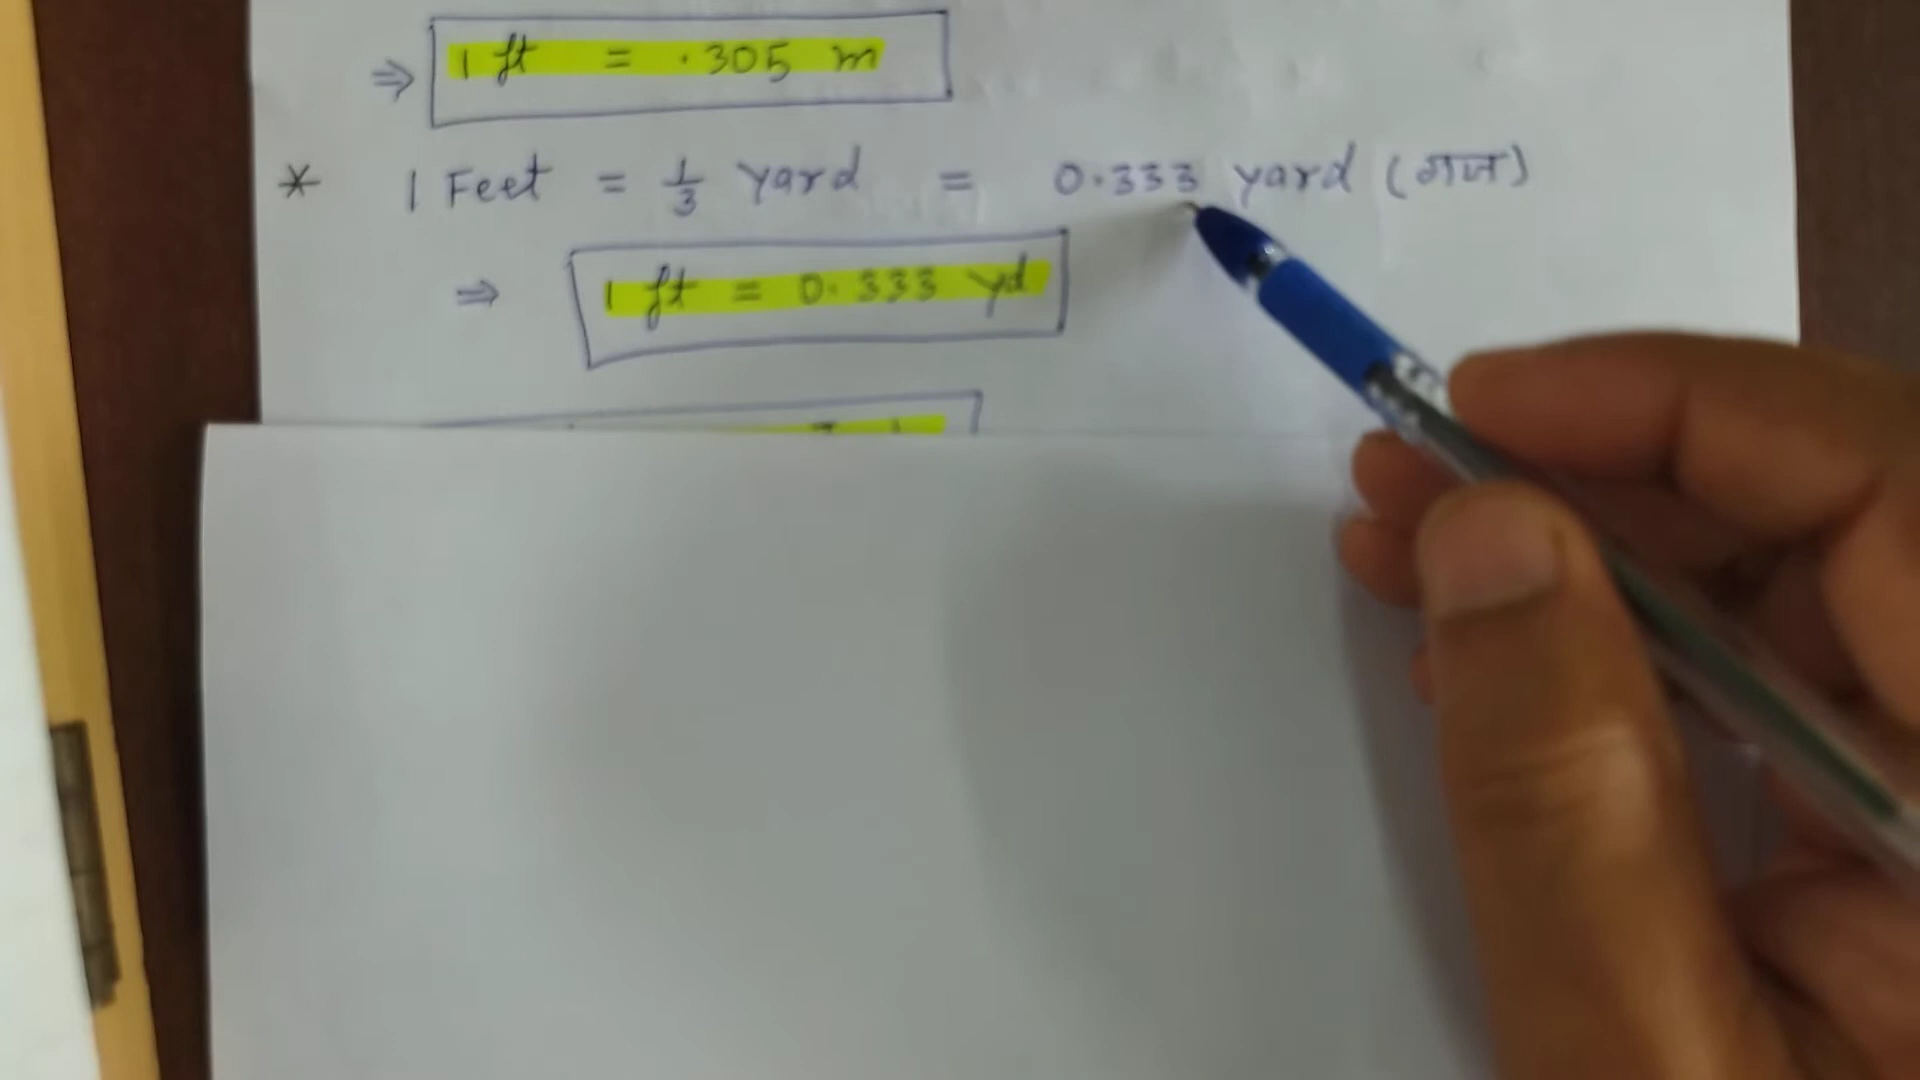 ⇒ 1 ft = .305 m
* 1 Feet = 1/3 yard = 0.333 yard (गज)
⇒ 1 ft = 0.333 yd